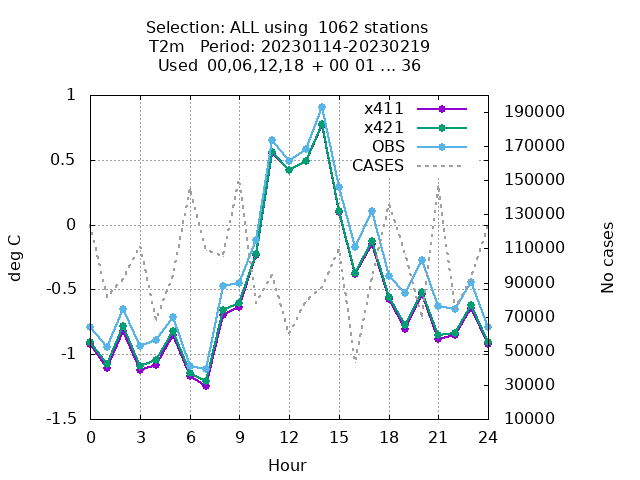 Selection: ALL using  1062 stations
T2m   Period: 20230114-20230219
Used  00,06,12,18  + 00 01 ... 36
x411
x421
OBS
CASES
1
0.5
0
-0.5
-1
-1.5
190000
170000
150000
130000
110000
90000
70000
50000
30000
10000
deg C
No cases
0 3 6 9 12 15 18 21 24
Hour